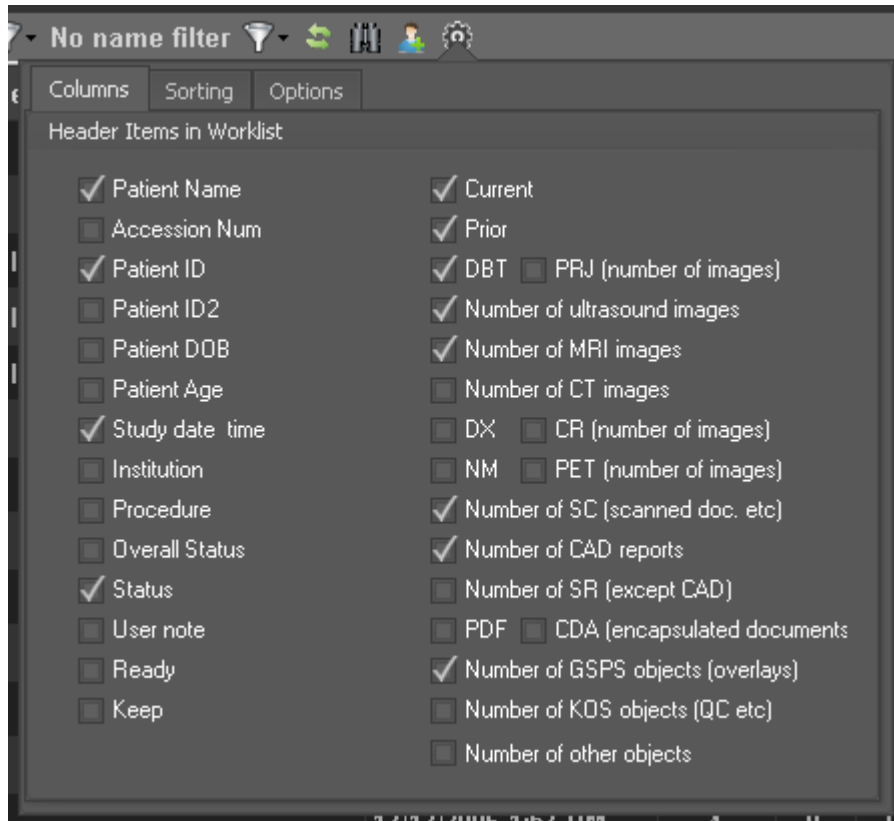 No name filter
Columns Sorting Options
Header Items in Worklist
Patient Name
Accession Num
Patient ID
Patient ID2
Patient DOB
Patient Age
Study date time
Institution
Procedure
Overall Status
Status
User note
Ready
Keep
Current
Prior
DBT PRJ (number of images)
Number of ultrasound images
Number of MRI images
Number of CT images
DX CR (number of images)
NM PET (number of images)
Number of SC (scanned doc. etc)
Number of CAD reports
Number of SR (except CAD)
PDF CDA (encapsulated documents
Number of GSPS objects (overlays)
Number of KOS objects (QC etc)
Number of other objects